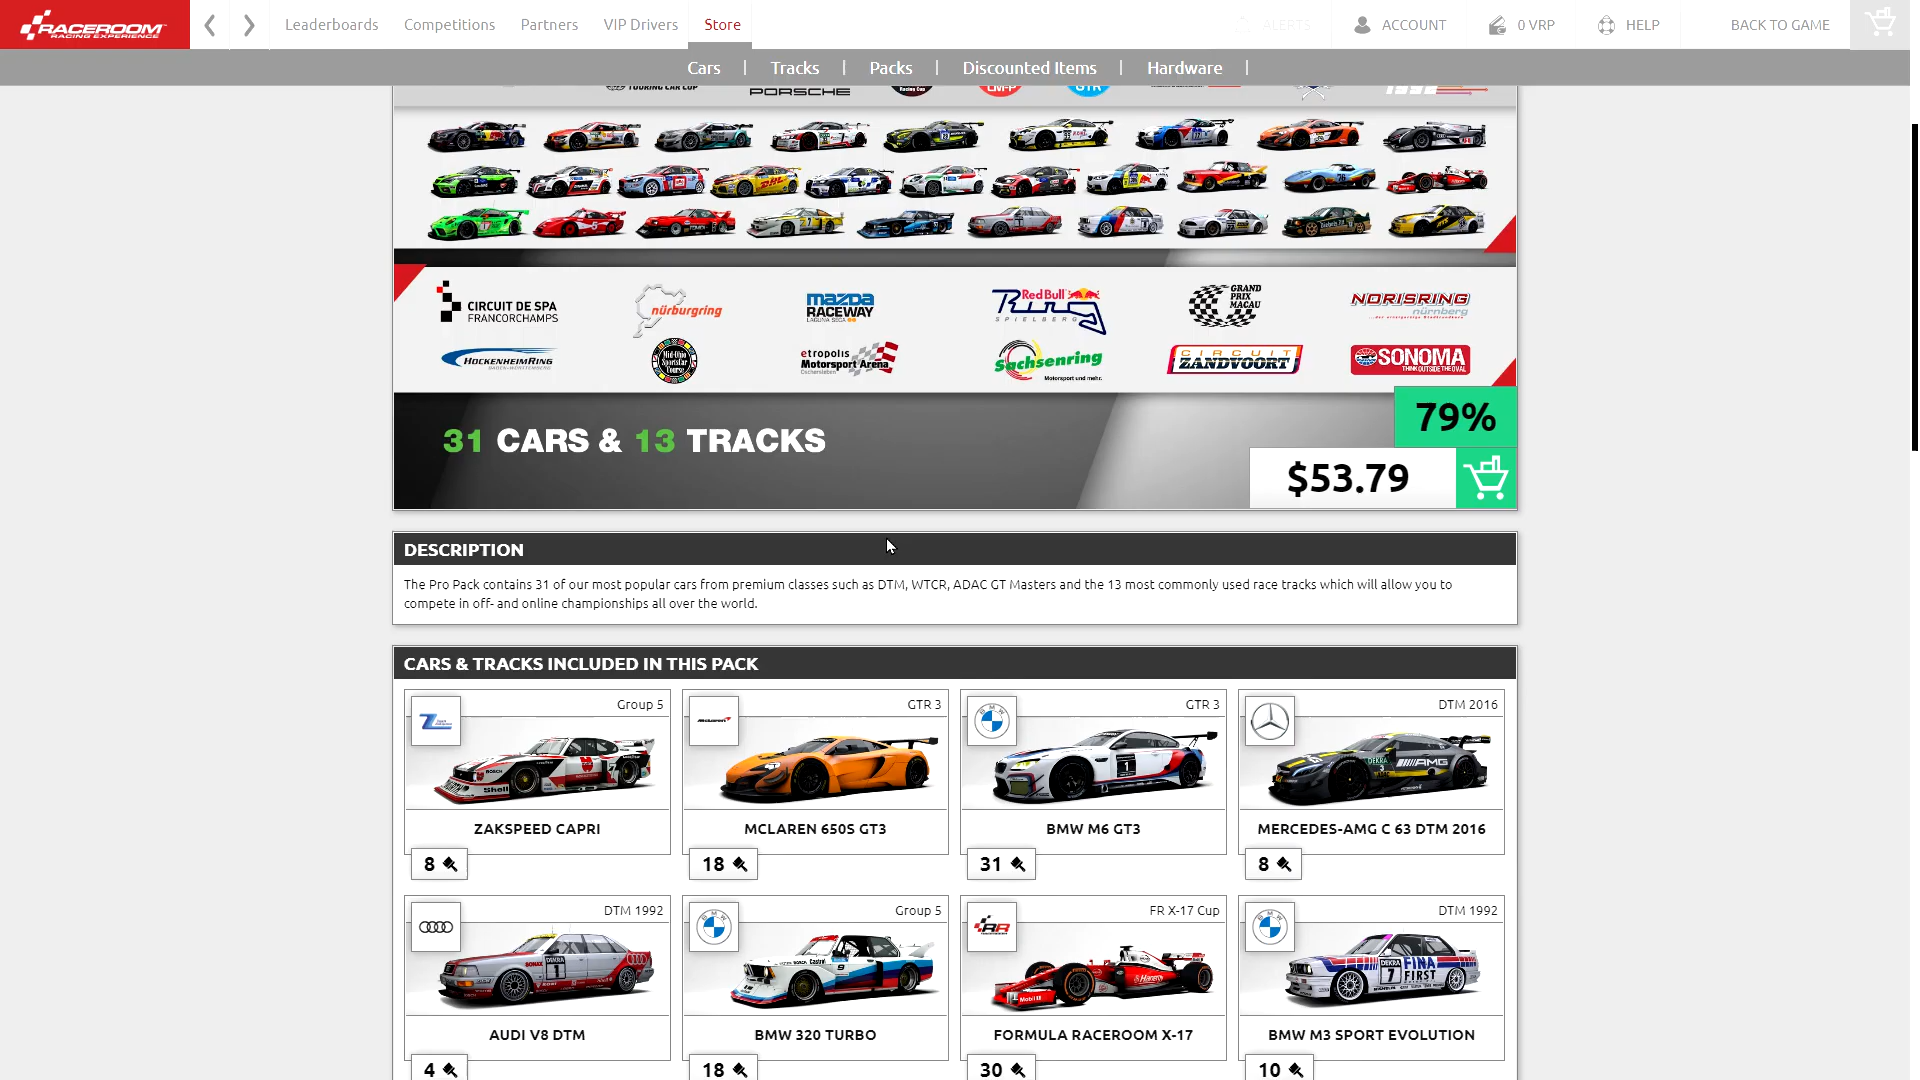 RACEROOM
RACING EXPERIENCE
Leaderboards
Competitions
Partners
VIP Drivers
Store
ALERTS
ACCOUNT
0 VRP
HELP
BACK TO GAME
Cars | Tracks | Packs | Discounted Items | Hardware |
TOURING CAR CUP
PORSCHE
Racing Cup
LM-P
GTR
CIRCUIT DE SPA
FRANCORCHAMPS
nürburgring
mazda
RACEWAY
LAGUNA SECA
Red Bull
Ring
SPIELBERG
GRAND
PRIX
MACAU
NORISRING
nürnberg
HOCKENHEIMRING
BADEN-WÜRTTEMBERG
Mid-Ohio
Sports Car
Course
etropolis
Motorsport Arena
Oschersleben
Sachsenring
Motorsport und mehr.
CIRCUIT
ZANDVOORT
SONOMA
THINK OUTSIDE THE OVAL
31 CARS & 13 TRACKS
79%
$53.79
DESCRIPTION
The Pro Pack contains 31 of our most popular cars from premium classes such as DTM, WTCR, ADAC GT Masters and the 13 most commonly used race tracks which will allow you to
compete in off- and online championships all over the world.
CARS & TRACKS INCLUDED IN THIS PACK
Group 5
ZAKSPEED CAPRI
8
GTR 3
MCLAREN 650S GT3
18
GTR 3
BMW M6 GT3
31
DTM 2016
MERCEDES-AMG C 63 DTM 2016
8
DTM 1992
AUDI V8 DTM
4
Group 5
BMW 320 TURBO
18
FR X-17 Cup
FORMULA RACEROOM X-17
30
DTM 1992
BMW M3 SPORT EVOLUTION
10